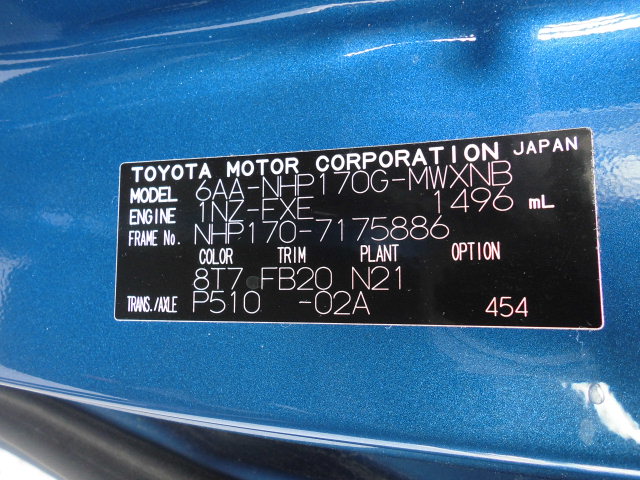 TOYOTA MOTOR CORPORATION JAPAN
MODEL 6AA-NHP170G-MWXNB
ENGINE 1NZ-FXE 1496 mL
FRAME No. NHP170-7175886
COLOR TRIM PLANT OPTION
8T7 FB20 N21
TRANS./AXLE P510 -02A 454